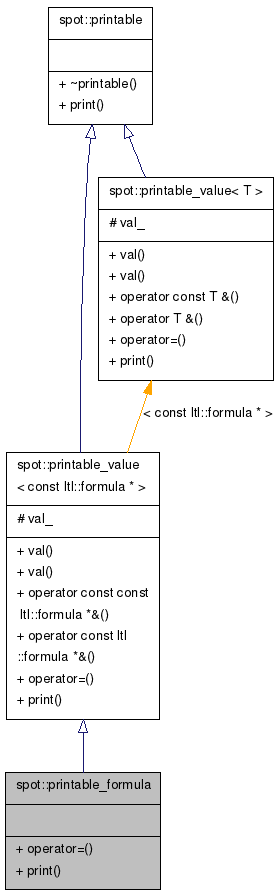 spot::printable
+ ~printable()
+ print()
spot::printable_value< T >
# val_
+ val()
+ val()
+ operator const T &()
+ operator T &()
+ operator=()
+ print()
< const ltl::formula * >
spot::printable_value
< const ltl::formula * >
# val_
+ val()
+ val()
+ operator const const
ltl::formula *&()
+ operator const ltl
::formula *&()
+ operator=()
+ print()
spot::printable_formula
+ operator=()
+ print()